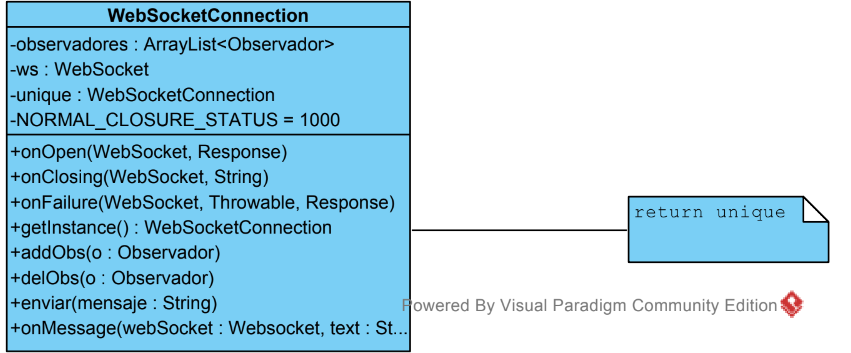 WebSocketConnection
-observadores : ArrayList<Observador>
-ws : WebSocket
-unique : WebSocketConnection
-NORMAL_CLOSURE_STATUS = 1000
+onOpen(WebSocket, Response)
+onClosing(WebSocket, String)
+onFailure(WebSocket, Throwable, Response)
+getInstance() : WebSocketConnection
+addObs(o : Observador)
+delObs(o : Observador)
+enviar(mensaje : String)
+onMessage(webSocket : Websocket, text : St...
return unique
Powered By Visual Paradigm Community Edition